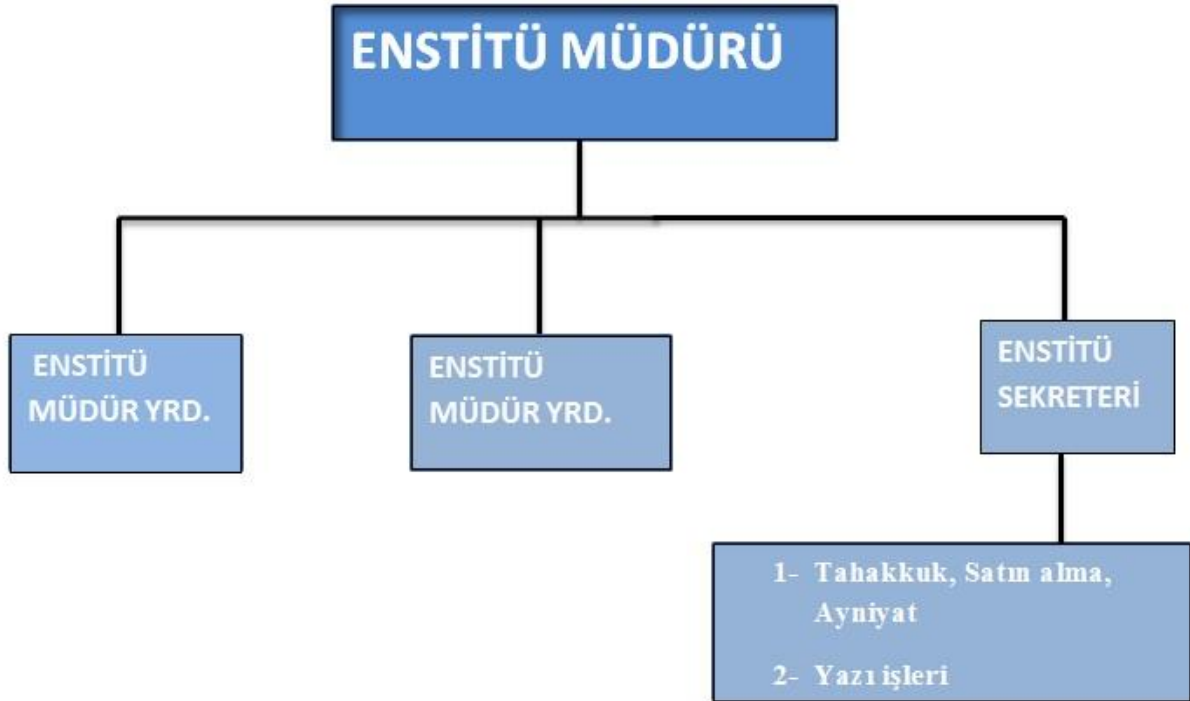 ENSTİTÜ MÜDÜRÜ
ENSTİTÜ
MÜDÜR YRD.
ENSTİTÜ
MÜDÜR YRD.
ENSTİTÜ
SEKRETERİ
1- Tahakkuk, Satın alma,
Ayniyat
2- Yazı işleri